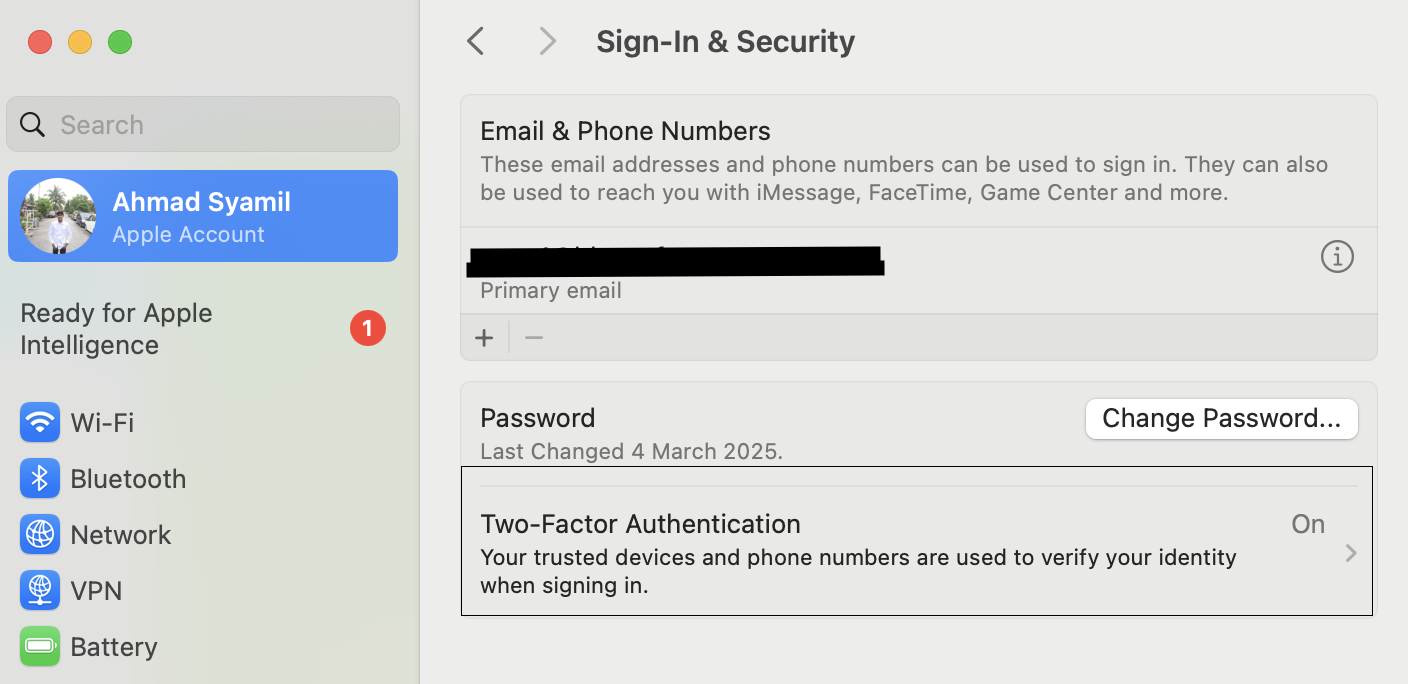 Sign-In & Security
Search
Ahmad Syamil
Apple Account
Ready for Apple
Intelligence
1
Wi-Fi
Bluetooth
Network
VPN
Battery
Email & Phone Numbers
These email addresses and phone numbers can be used to sign in. They can also
be used to reach you with iMessage, FaceTime, Game Center and more.
Primary email
+ −
Password
Change Password...
Last Changed 4 March 2025.
Two-Factor Authentication
On
Your trusted devices and phone numbers are used to verify your identity
when signing in.